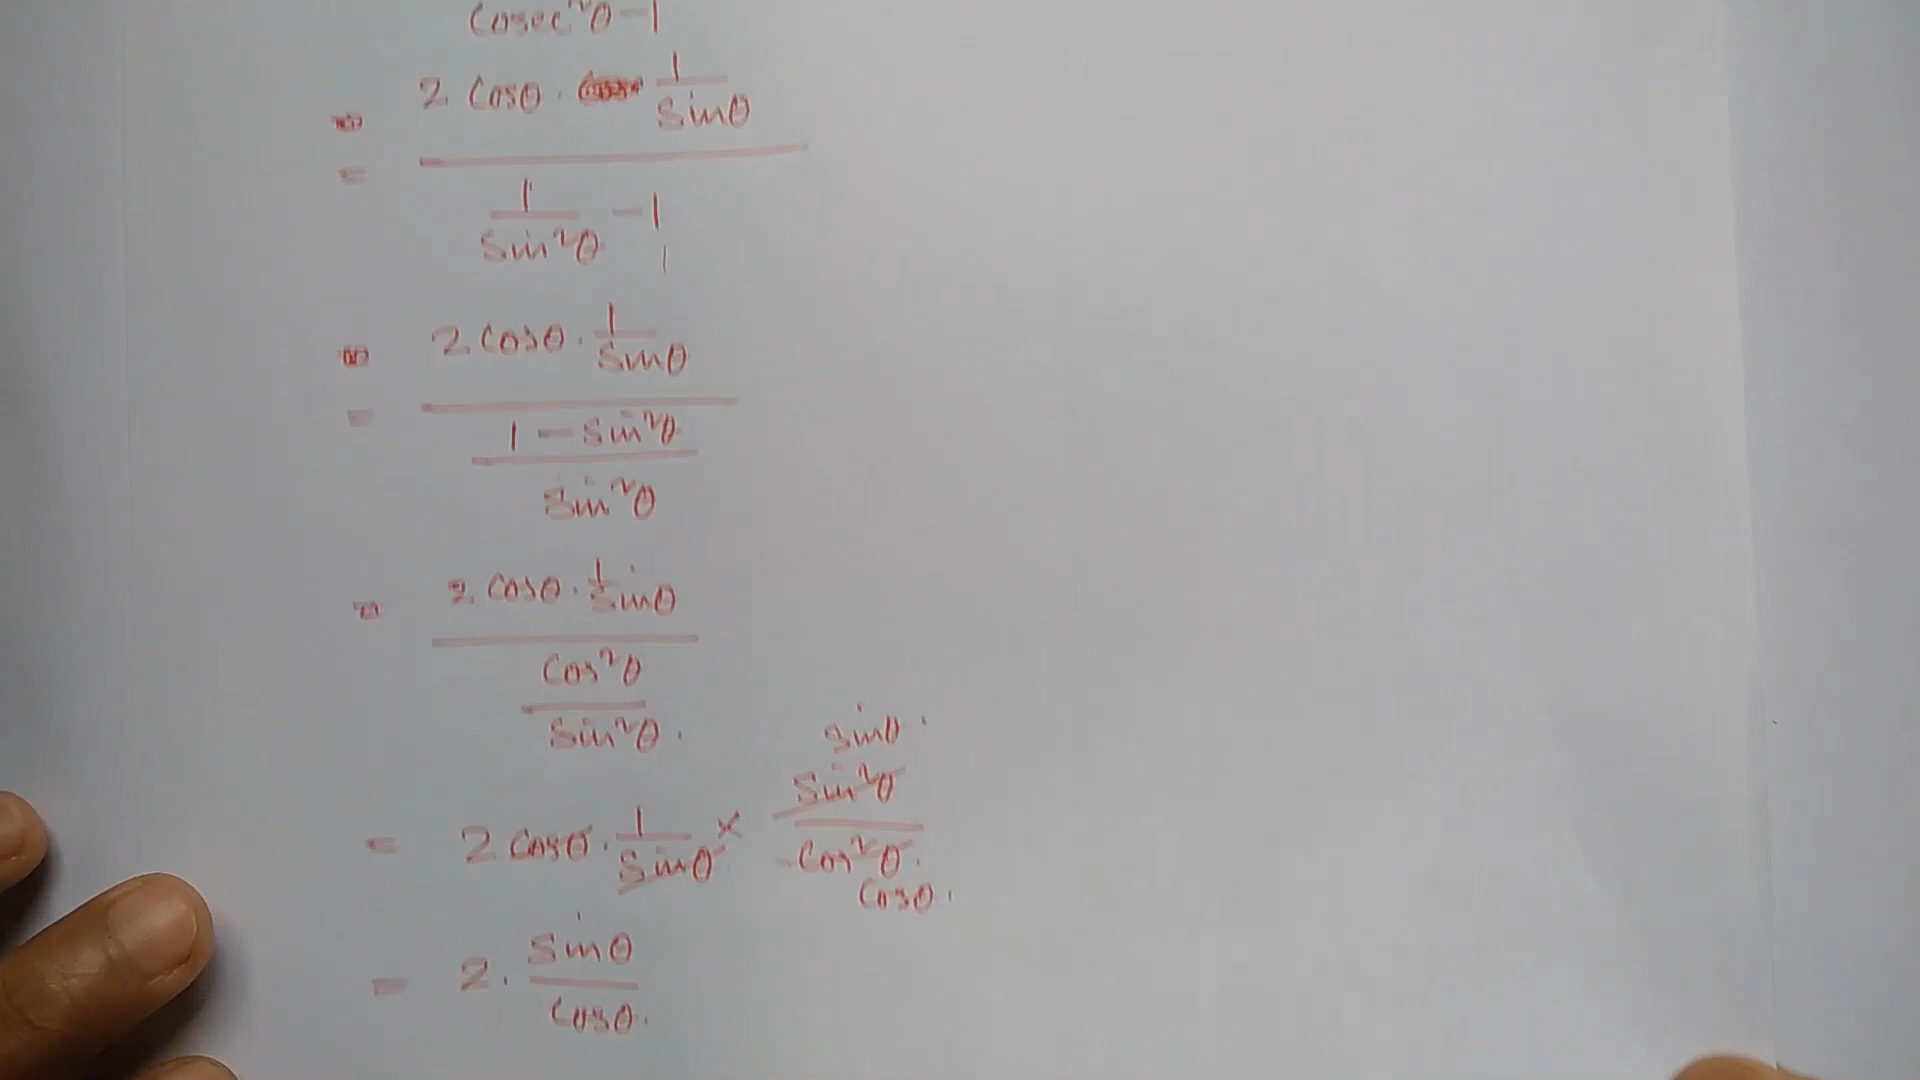 Cosec²θ - 1
= (2 Cosθ · 1/Sinθ) / (1/Sin²θ - 1/1)
= (2 Cosθ · 1/Sinθ) / ((1 - Sin²θ)/Sin²θ)
= (2 Cosθ · 1/Sinθ) / (Cos²θ/Sin²θ)
Sinθ
= 2 Cosθ · 1/Sinθ × Sin²θ/Cos²θ
Cosθ
= 2 · Sinθ/Cosθ